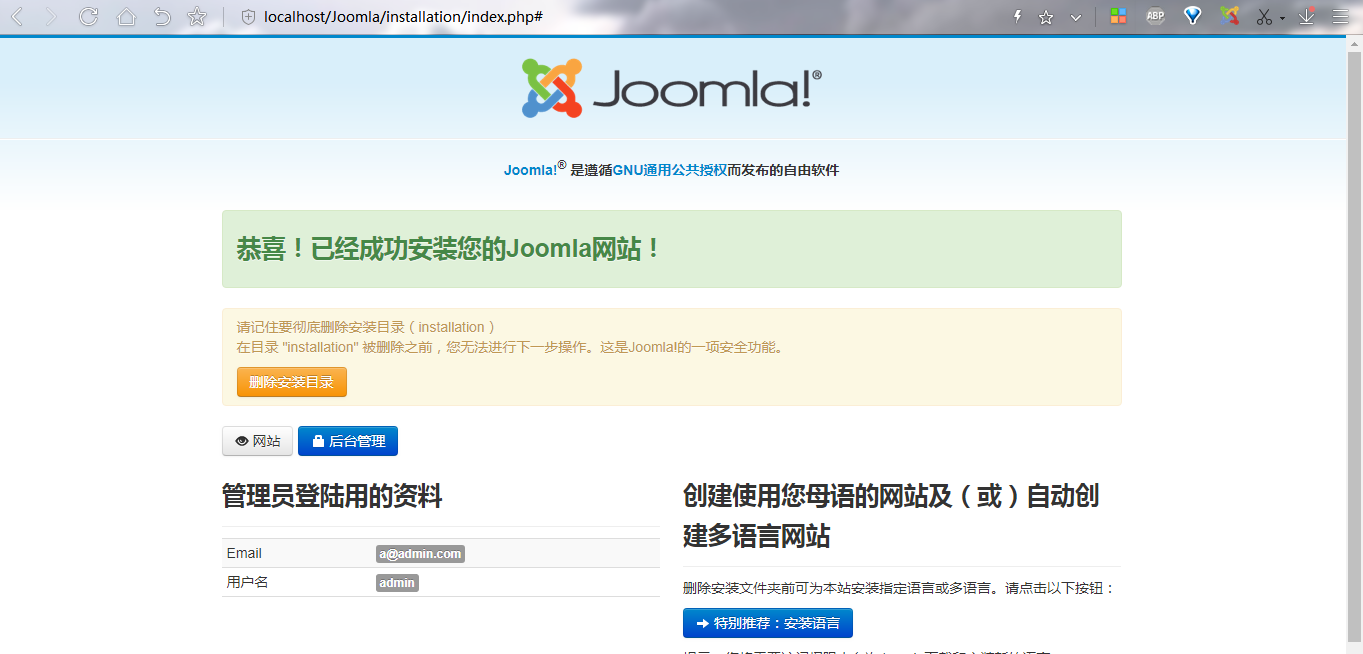 localhost/Joomla/installation/index.php#
ABP
Joomla!®
Joomla!® 是遵循GNU通用公共授权而发布的自由软件
恭喜！已经成功安装您的Joomla网站！
请记住要彻底删除安装目录（installation）
在目录 "installation" 被删除之前，您无法进行下一步操作。这是Joomla!的一项安全功能。
删除安装目录
网站
后台管理
管理员登陆用的资料
Email a@admin.com
用户名 admin
创建使用您母语的网站及（或）自动创
建多语言网站
删除安装文件夹前可为本站安装指定语言或多语言。请点击以下按钮：
特别推荐：安装语言